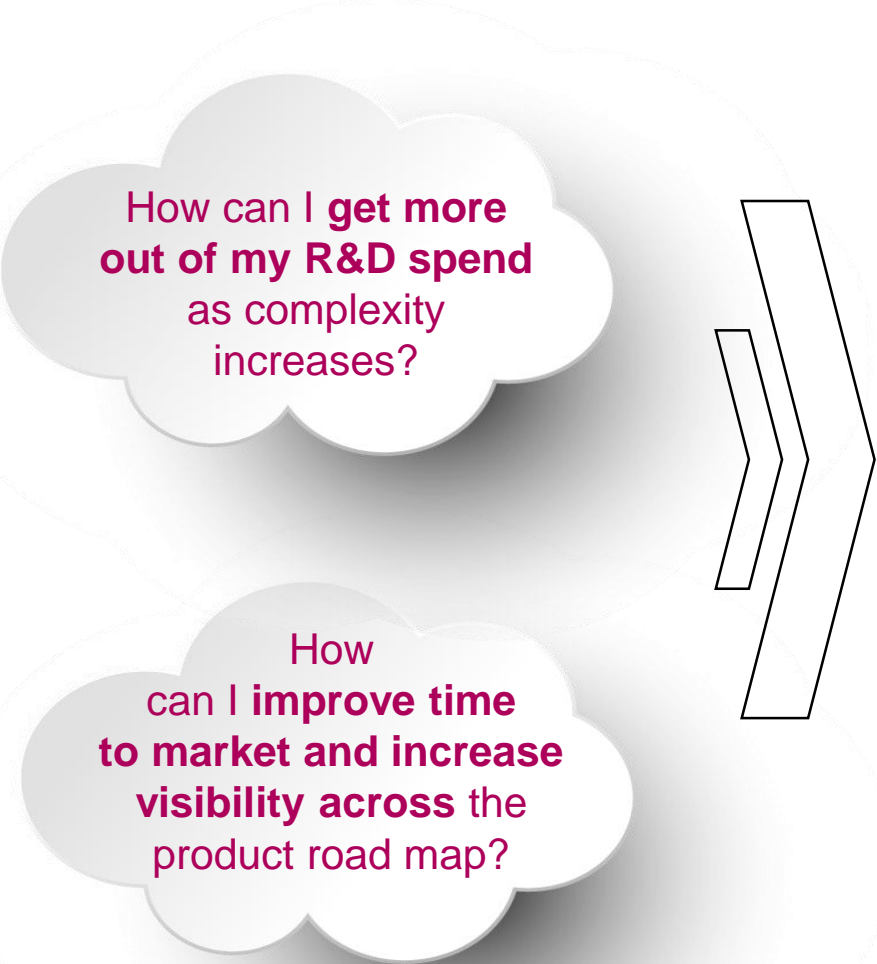 How can I get more
out of my R&D spend
as complexity
increases?
How
can I improve time
to market and increase
visibility across the
product road map?